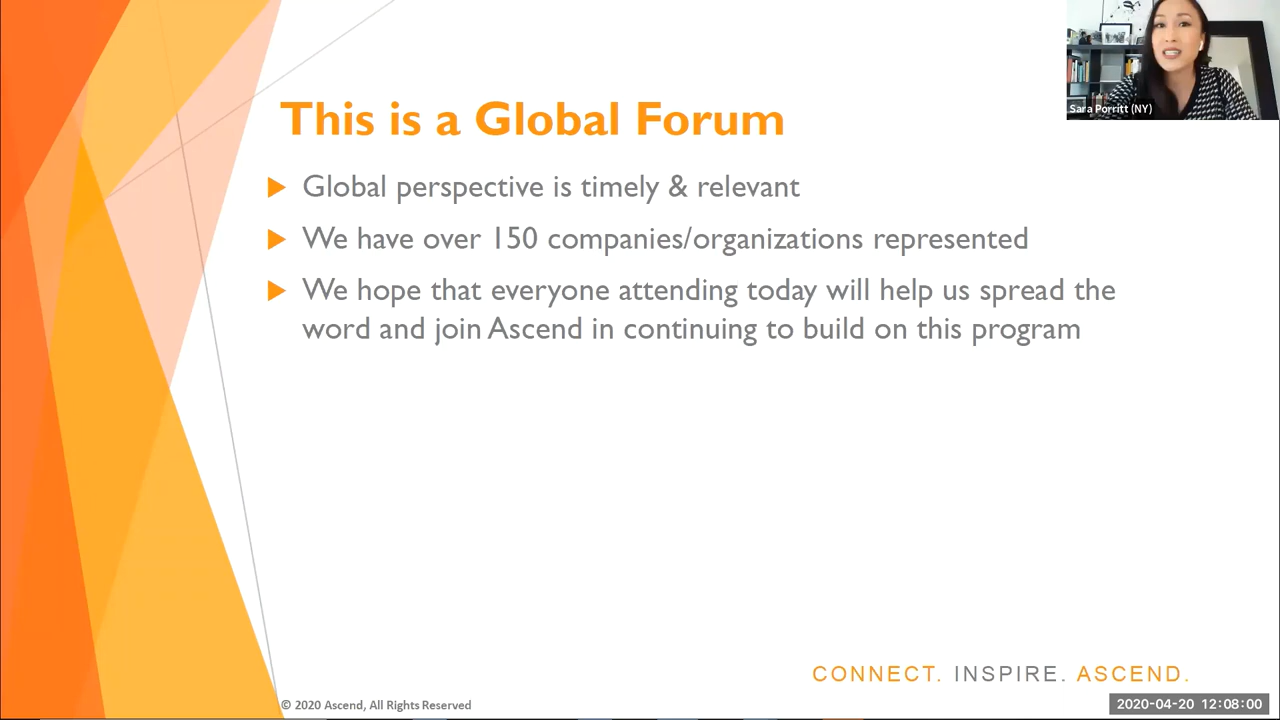 This is a Global Forum
Sara Porritt (NY)
Global perspective is timely & relevant
We have over 150 companies/organizations represented
We hope that everyone attending today will help us spread the
word and join Ascend in continuing to build on this program
CONNECT. INSPIRE. ASCEND.
© 2020 Ascend, All Rights Reserved
2020-04-20 12:08:00